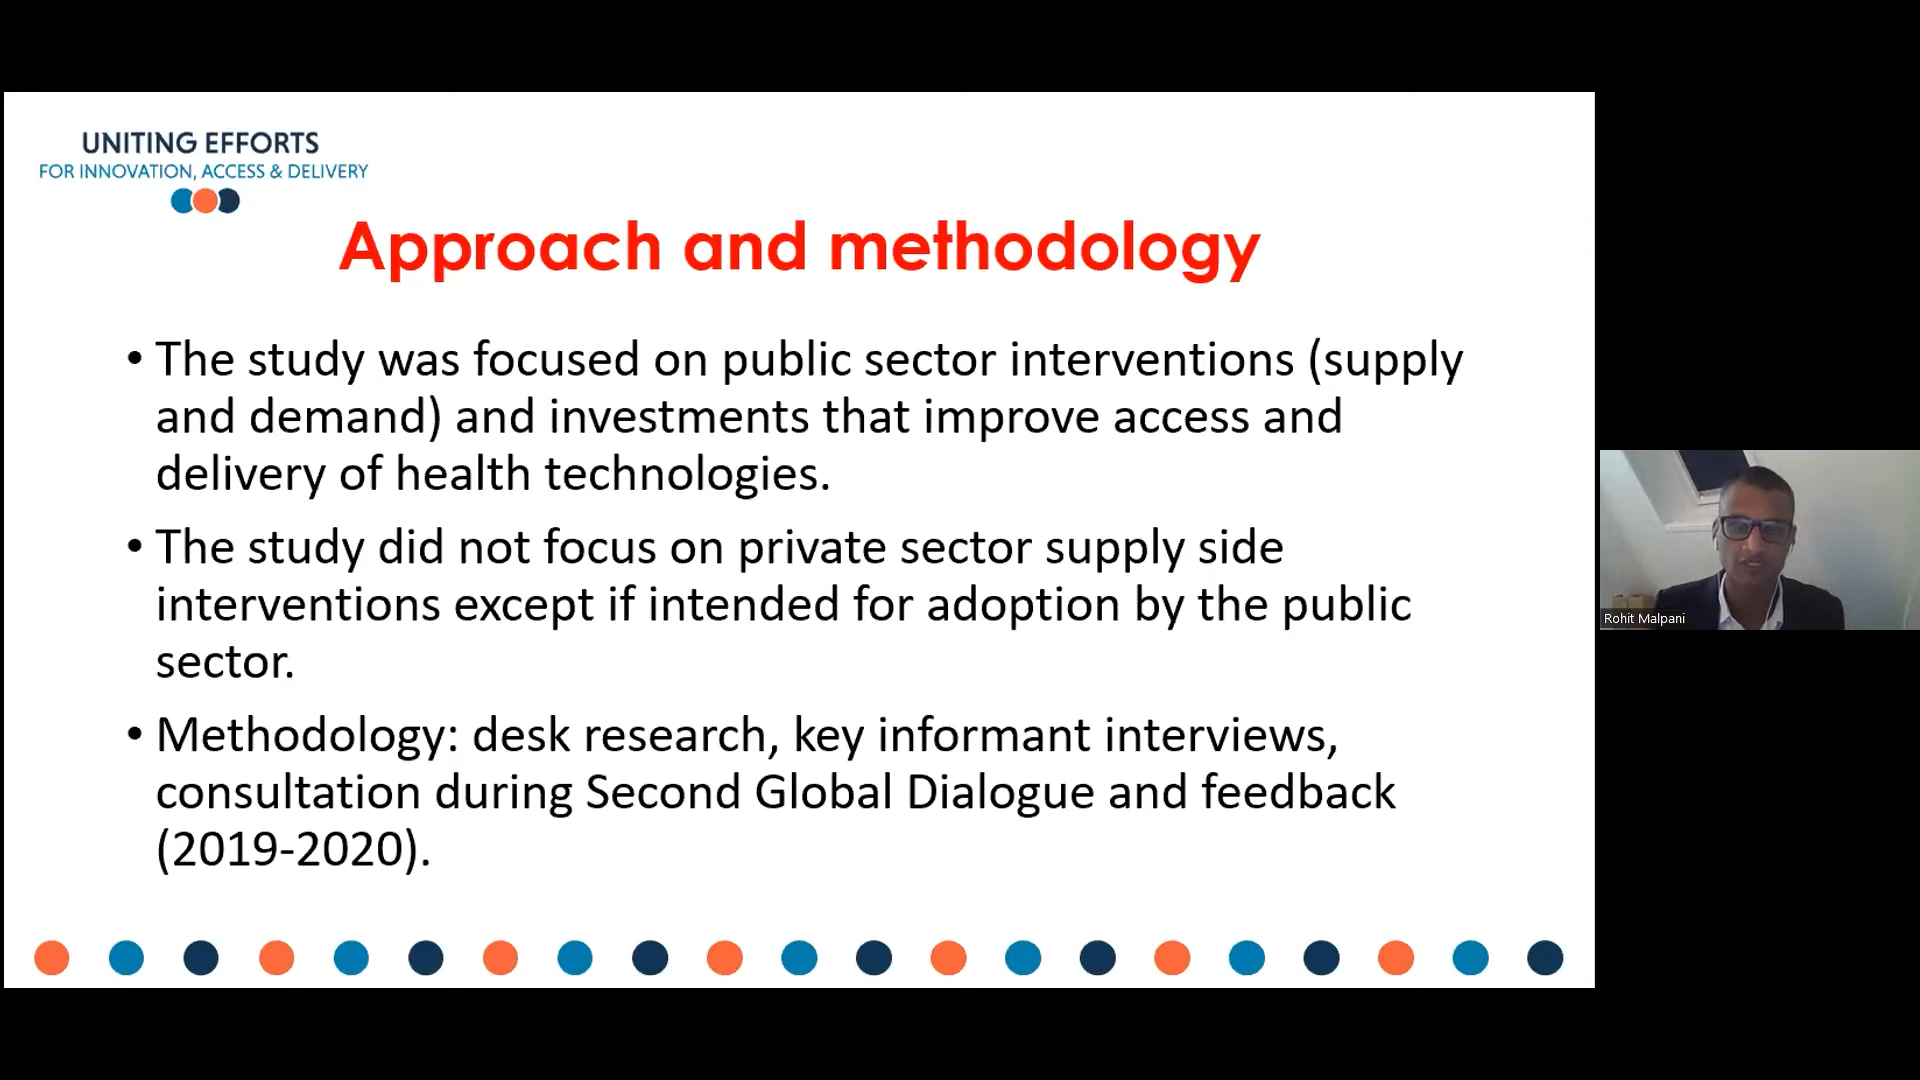 UNITING EFFORTS
FOR INNOVATION, ACCESS & DELIVERY
Approach and methodology
• The study was focused on public sector interventions (supply
and demand) and investments that improve access and
delivery of health technologies.
• The study did not focus on private sector supply side
interventions except if intended for adoption by the public
sector.
• Methodology: desk research, key informant interviews,
consultation during Second Global Dialogue and feedback
(2019-2020).
Rohit Malpani